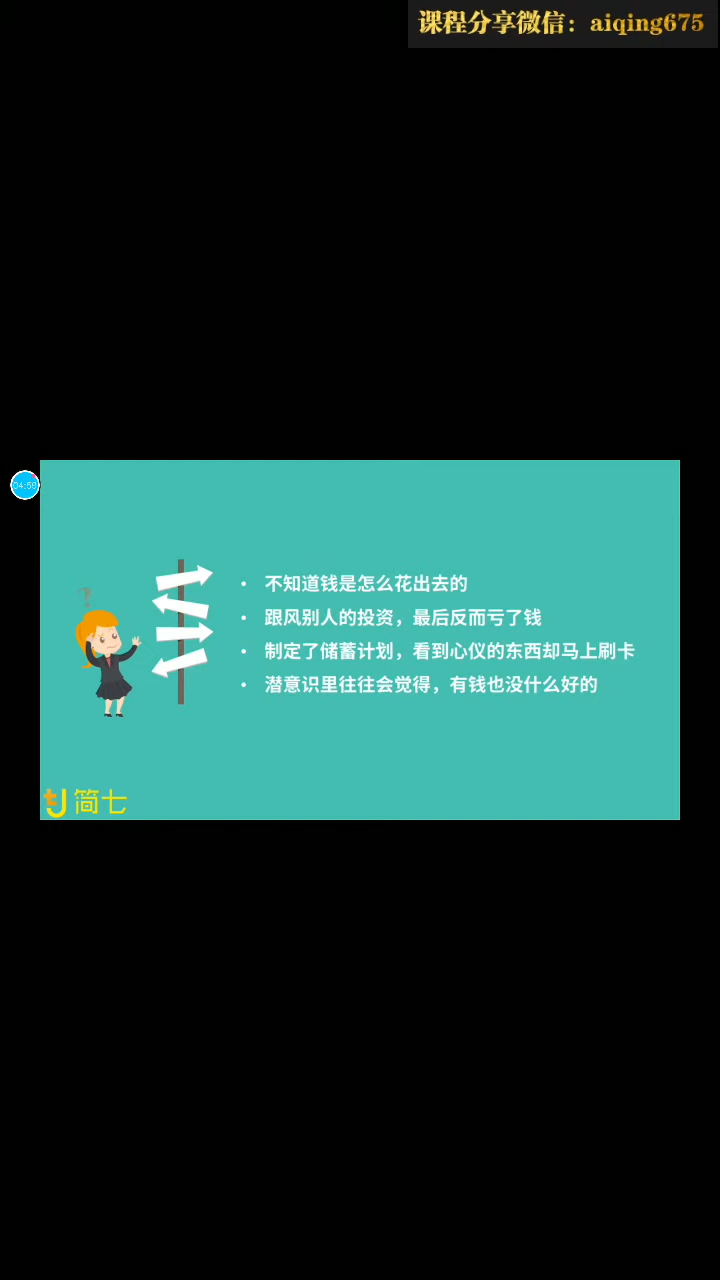 课程分享微信：aiqing675
04:59
?
• 不知道钱是怎么花出去的
• 跟风别人的投资，最后反而亏了钱
• 制定了储蓄计划，看到心仪的东西却马上刷卡
• 潜意识里往往会觉得，有钱也没什么好的
简七